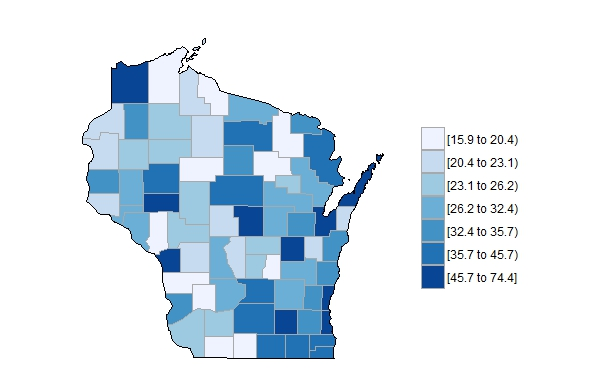 [15.9 to 20.4)
[20.4 to 23.1)
[23.1 to 26.2)
[26.2 to 32.4)
[32.4 to 35.7)
[35.7 to 45.7)
[45.7 to 74.4]